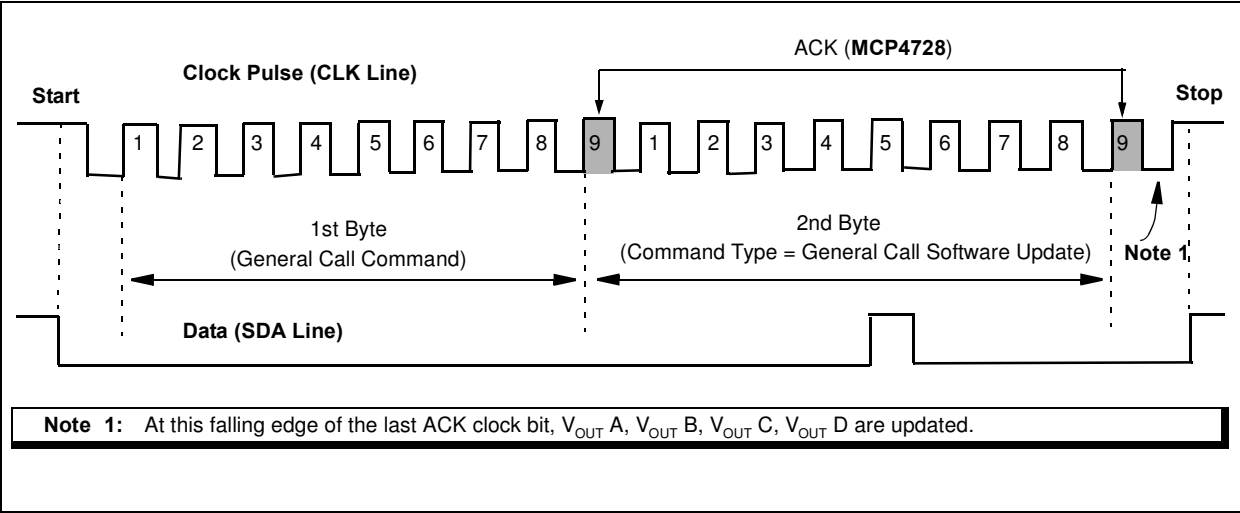 ACK (MCP4728)
Clock Pulse (CLK Line)
Start
Stop
1 2 3 4 5 6 7 8 9 1 2 3 4 5 6 7 8 9
1st Byte
(General Call Command)
2nd Byte
(Command Type = General Call Software Update)
Note 1
Data (SDA Line)
Note 1: At this falling edge of the last ACK clock bit, VOUT A, VOUT B, VOUT C, VOUT D are updated.